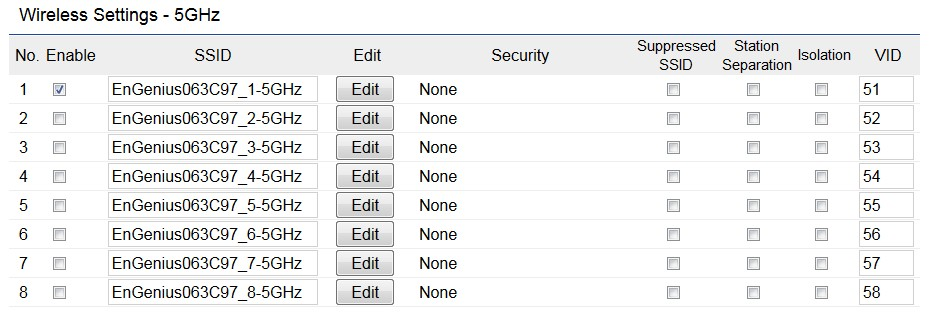 Wireless Settings - 5GHz
No. Enable SSID Edit Security Suppressed SSID Station Separation Isolation VID
1 EnGenius063C97_1-5GHz Edit None 51
2 EnGenius063C97_2-5GHz Edit None 52
3 EnGenius063C97_3-5GHz Edit None 53
4 EnGenius063C97_4-5GHz Edit None 54
5 EnGenius063C97_5-5GHz Edit None 55
6 EnGenius063C97_6-5GHz Edit None 56
7 EnGenius063C97_7-5GHz Edit None 57
8 EnGenius063C97_8-5GHz Edit None 58